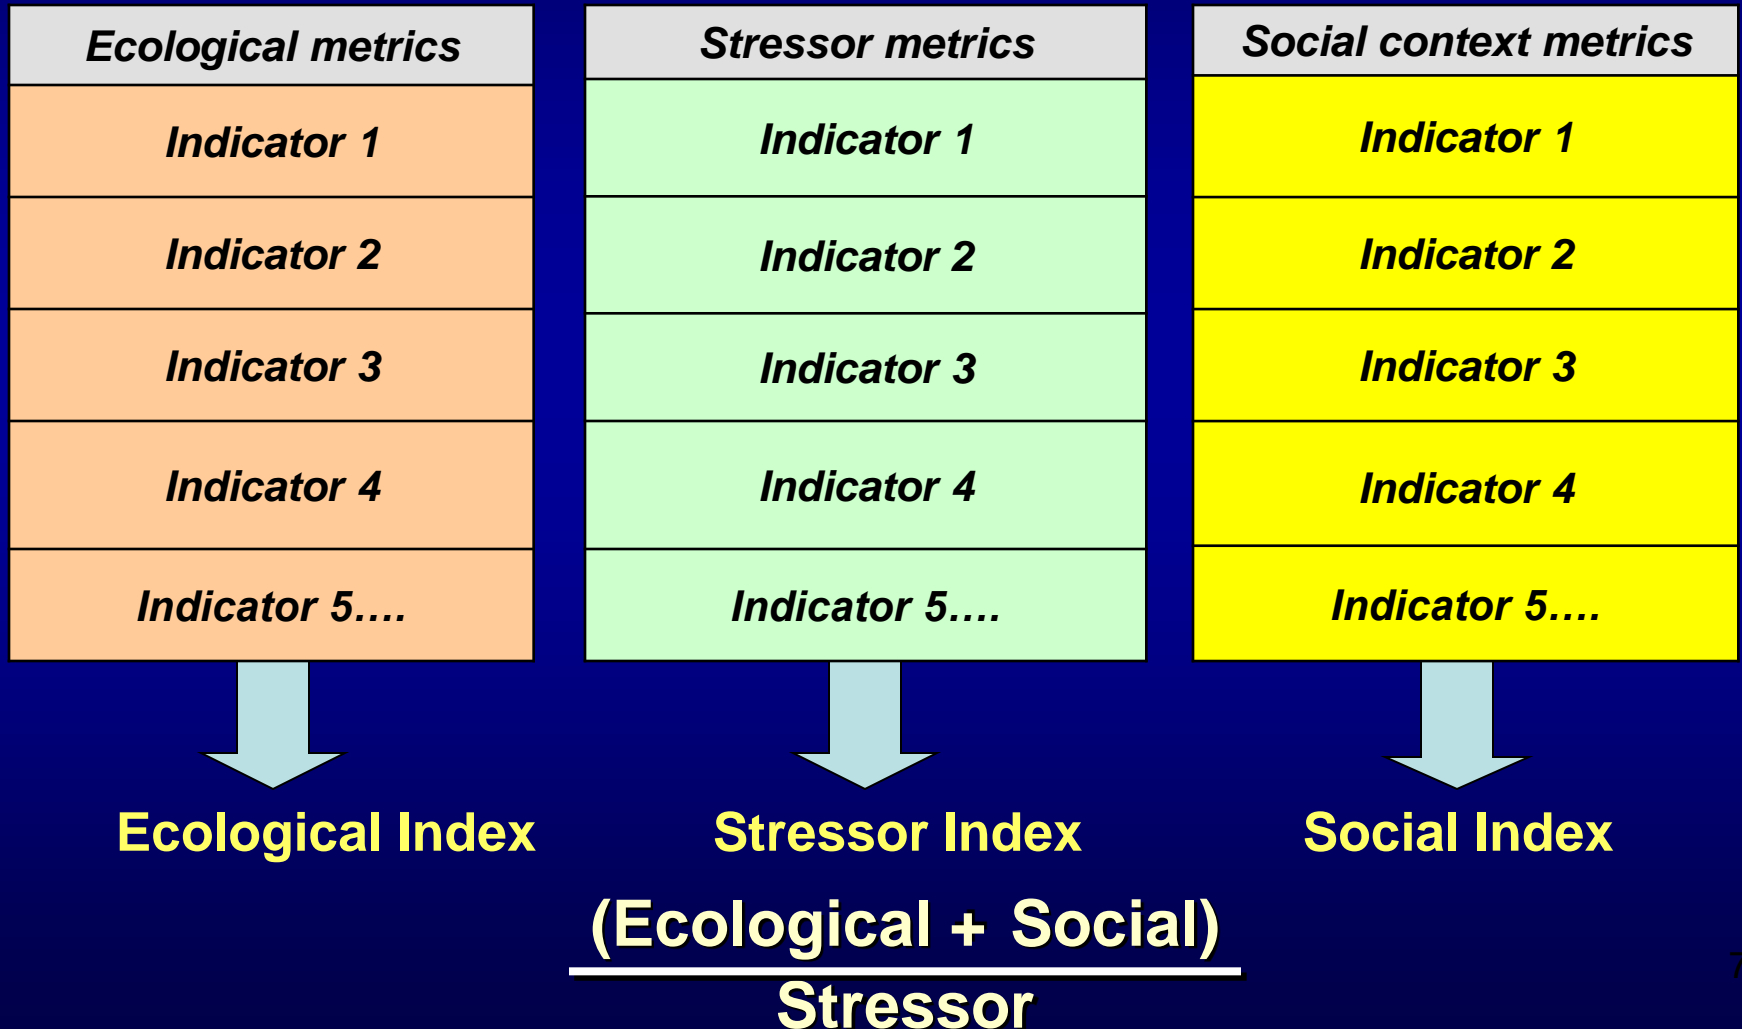 Ecological metrics
Indicator 1
Indicator 2
Indicator 3
Indicator 4
Indicator 5....
Ecological Index
Stressor metrics
Indicator 1
Indicator 2
Indicator 3
Indicator 4
Indicator 5....
Stressor Index
Social context metrics
Indicator 1
Indicator 2
Indicator 3
Indicator 4
Indicator 5....
Social Index
(Ecological + Social)
Stressor